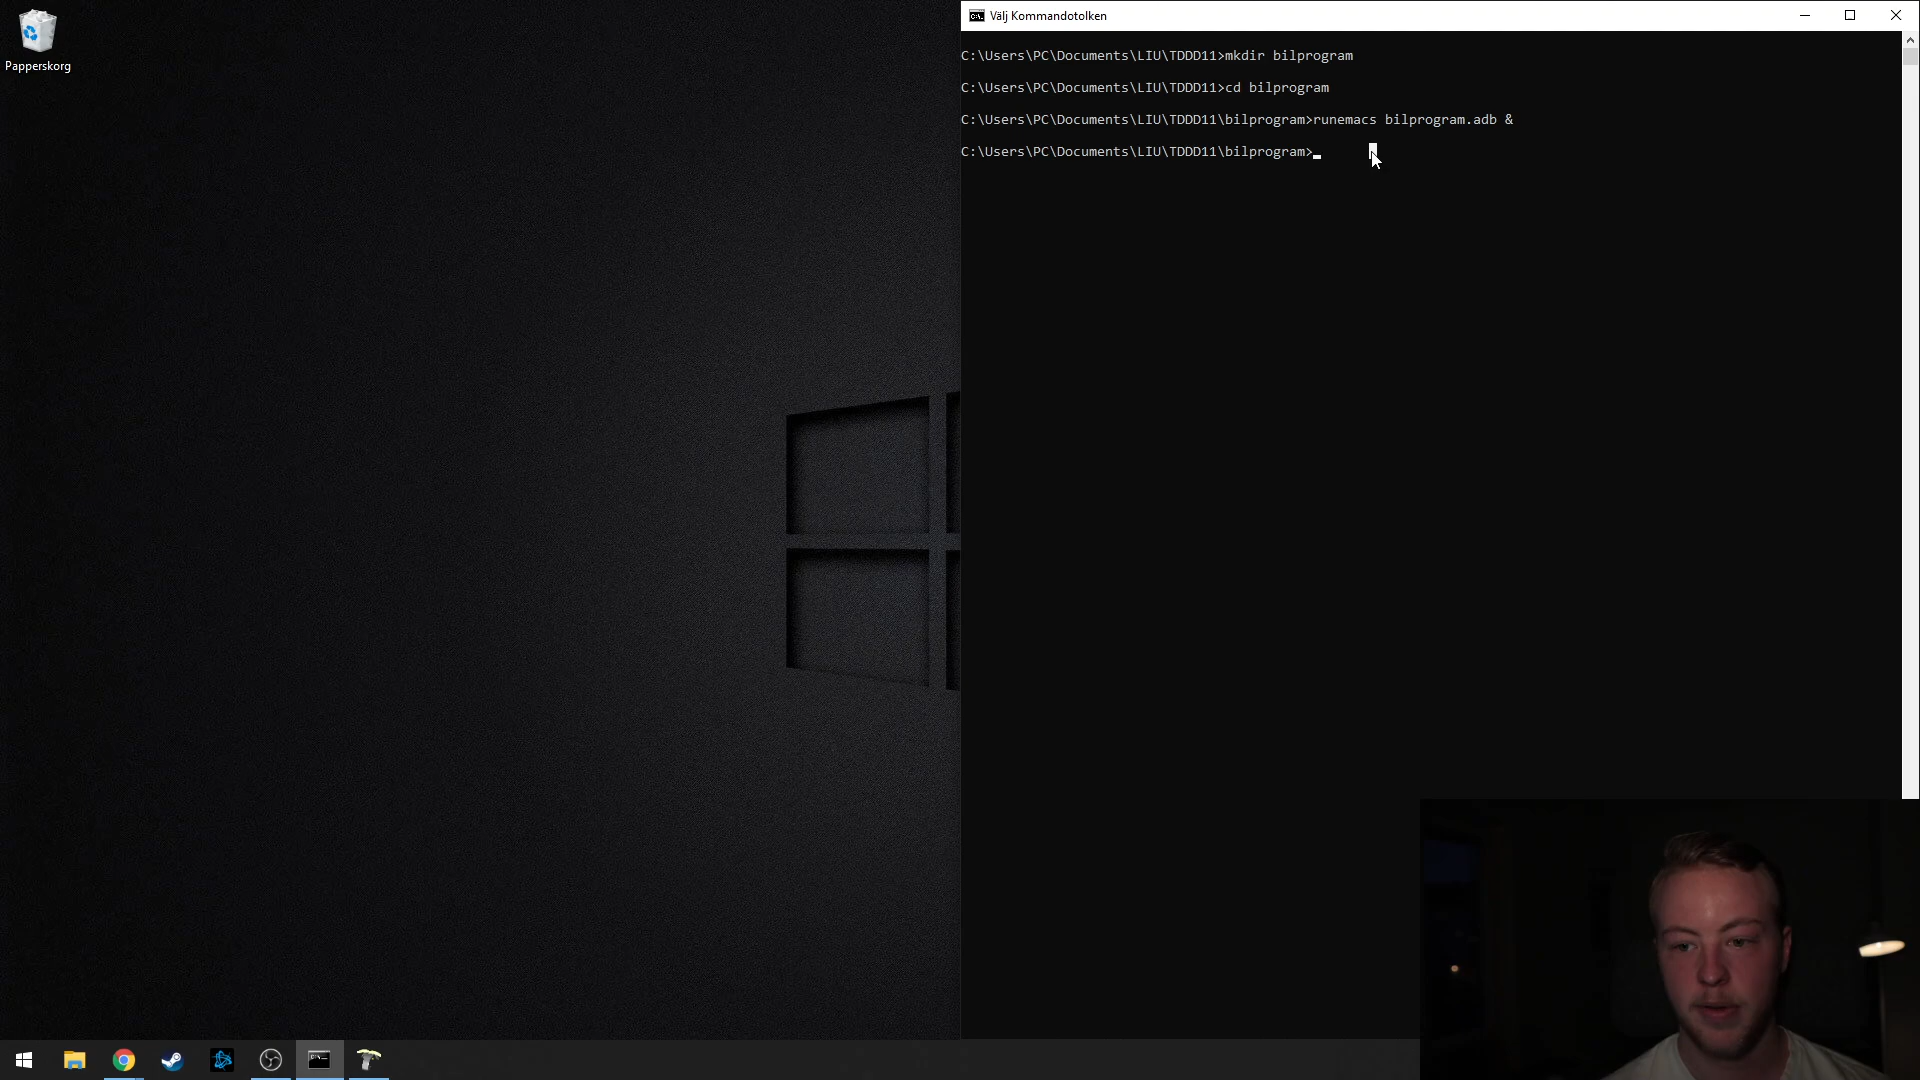 Papperskorg
Välj Kommandotolken
C:\Users\PC\Documents\LIU\TDDD11>mkdir bilprogram
C:\Users\PC\Documents\LIU\TDDD11>cd bilprogram
C:\Users\PC\Documents\LIU\TDDD11\bilprogram>runemacs bilprogram.adb &
C:\Users\PC\Documents\LIU\TDDD11\bilprogram>